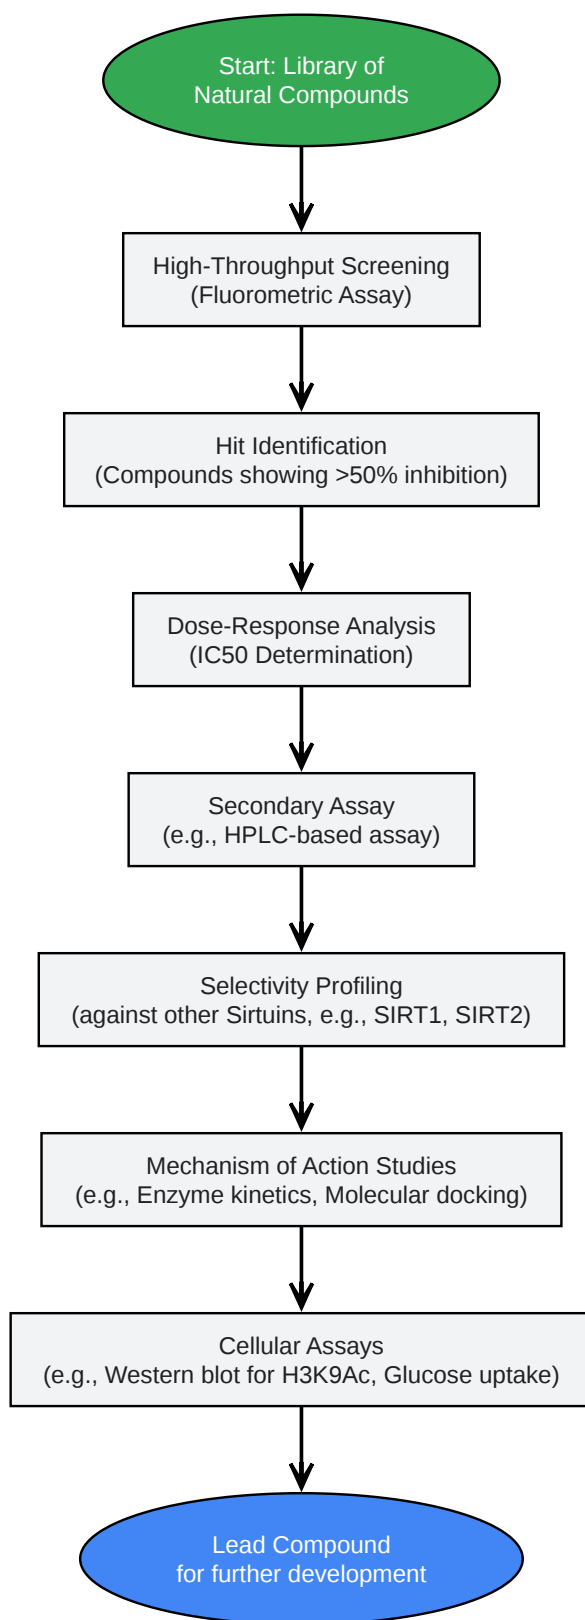 Start: Library of
Natural Compounds
High-Throughput Screening
(Fluorometric Assay)
Hit Identification
(Compounds showing >50% inhibition)
Dose-Response Analysis
(IC50 Determination)
Secondary Assay
(e.g., HPLC-based assay)
Selectivity Profiling
(against other Sirtuins, e.g., SIRT1, SIRT2)
Mechanism of Action Studies
(e.g., Enzyme kinetics, Molecular docking)
Cellular Assays
(e.g., Western blot for H3K9Ac, Glucose uptake)
Lead Compound
for further development